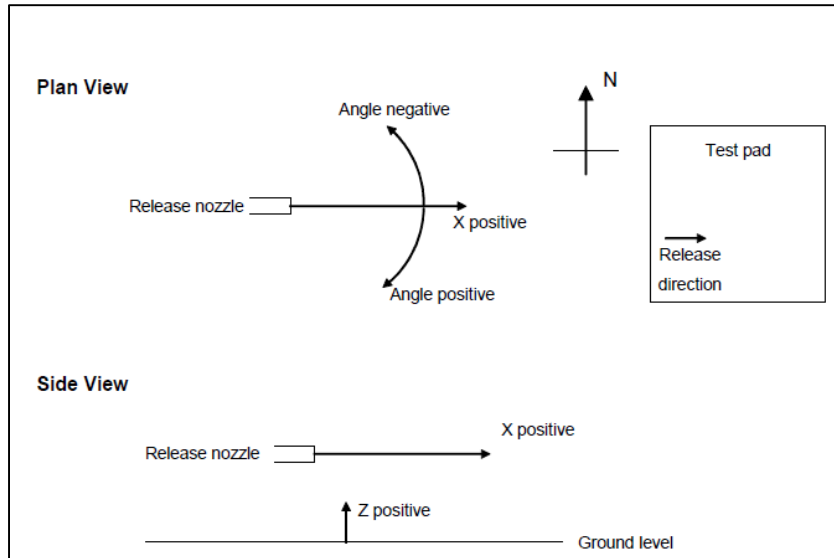 Plan View
N
Angle negative
Test pad
Release nozzle
X positive
Release
direction
Angle positive
Side View
X positive
Release nozzle
Z positive
Ground level